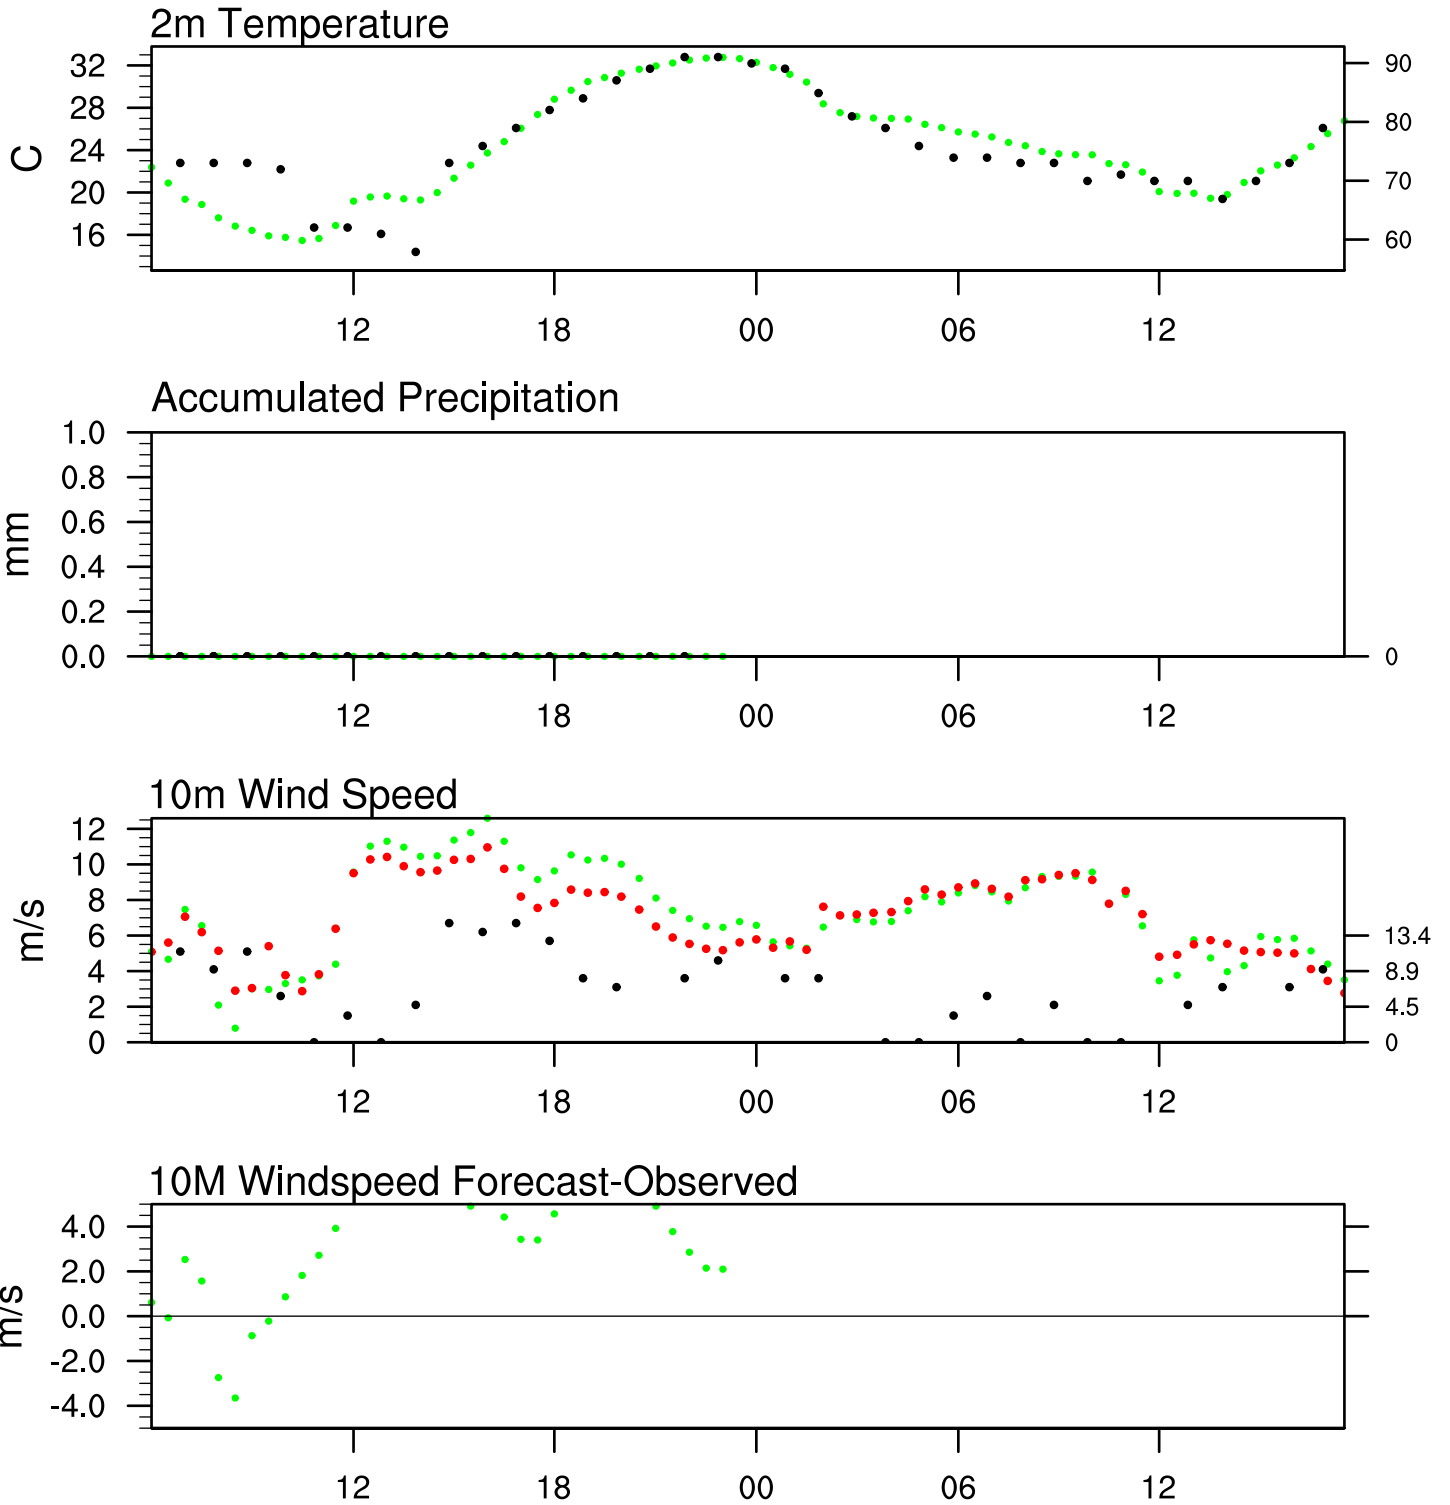 2m Temperature
32
28
24
20
16
C
90
80
70
60
12 18 00 06 12
Accumulated Precipitation
1.0
0.8
0.6
0.4
0.2
0.0
mm
0
12 18 00 06 12
10m Wind Speed
12
10
8
6
4
2
0
m/s
13.4
8.9
4.5
0
12 18 00 06 12
10M Windspeed Forecast-Observed
4.0
2.0
0.0
-2.0
-4.0
m/s
12 18 00 06 12